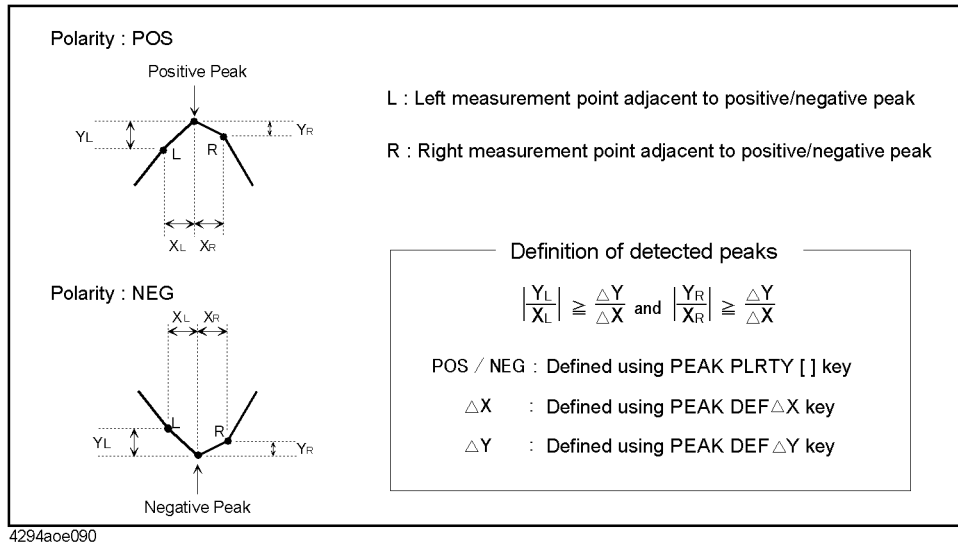 Polarity : POS
Positive Peak
YL
L
R
YR
XL XR
L : Left measurement point adjacent to positive/negative peak
R : Right measurement point adjacent to positive/negative peak
Polarity : NEG
XL XR
YL
L
R
YR
Negative Peak
Definition of detected peaks
|YL/XL| ≧ △Y/△X and |YR/XR| ≧ △Y/△X
POS / NEG : Defined using PEAK PLRTY [ ] key
△X : Defined using PEAK DEF△X key
△Y : Defined using PEAK DEF△Y key
4294aoe090